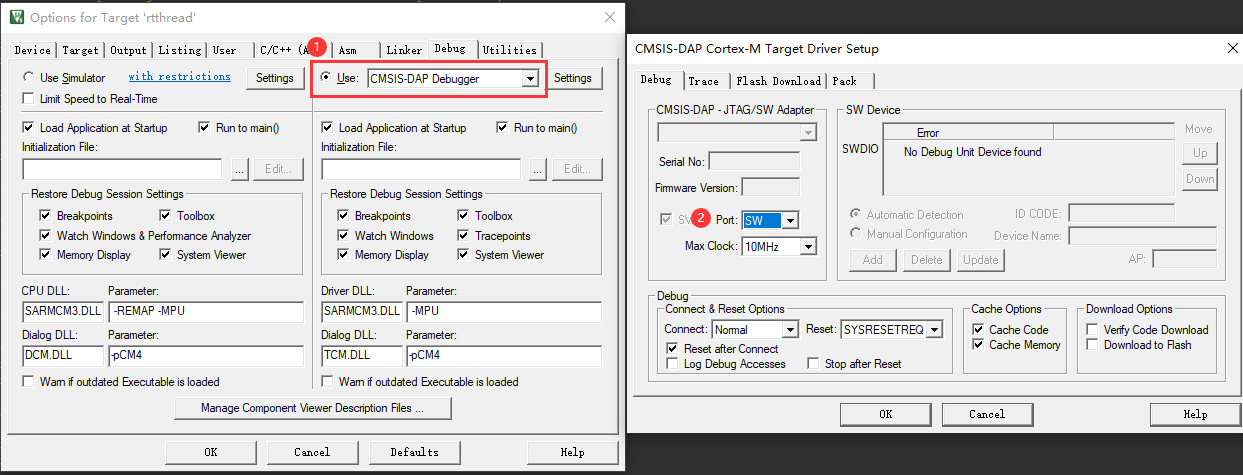 Options for Target 'rtthread'
Device Target Output Listing User C/C++ (A Asm Linker Debug Utilities
1
Use Simulator with restrictions Settings
Limit Speed to Real-Time
Use: CMSIS-DAP Debugger Settings
Load Application at Startup Run to main()
Initialization File:
... Edit...
Load Application at Startup Run to main()
Initialization File:
... Edit...
Restore Debug Session Settings
Breakpoints Toolbox
Watch Windows & Performance Analyzer
Memory Display System Viewer
Restore Debug Session Settings
Breakpoints Toolbox
Watch Windows Tracepoints
Memory Display System Viewer
CPU DLL: Parameter:
SARMCM3.DLL -REMAP -MPU
Dialog DLL: Parameter:
DCM.DLL -pCM4
Warn if outdated Executable is loaded
Driver DLL: Parameter:
SARMCM3.DLL -MPU
Dialog DLL: Parameter:
TCM.DLL -pCM4
Warn if outdated Executable is loaded
Manage Component Viewer Description Files ...
OK Cancel Defaults Help
CMSIS-DAP Cortex-M Target Driver Setup
Debug Trace Flash Download Pack
CMSIS-DAP - JTAG/SW Adapter
Serial No:
Firmware Version:
SW 2 Port: SW
Max Clock: 10MHz
SW Device
Error
SWDIO No Debug Unit Device found
Move
Up
Down
Automatic Detection ID CODE:
Manual Configuration Device Name:
Add Delete Update AP:
Debug
Connect & Reset Options
Connect: Normal Reset: SYSRESETREQ
Reset after Connect
Log Debug Accesses Stop after Reset
Cache Options
Cache Code
Cache Memory
Download Options
Verify Code Download
Download to Flash
OK Cancel Help